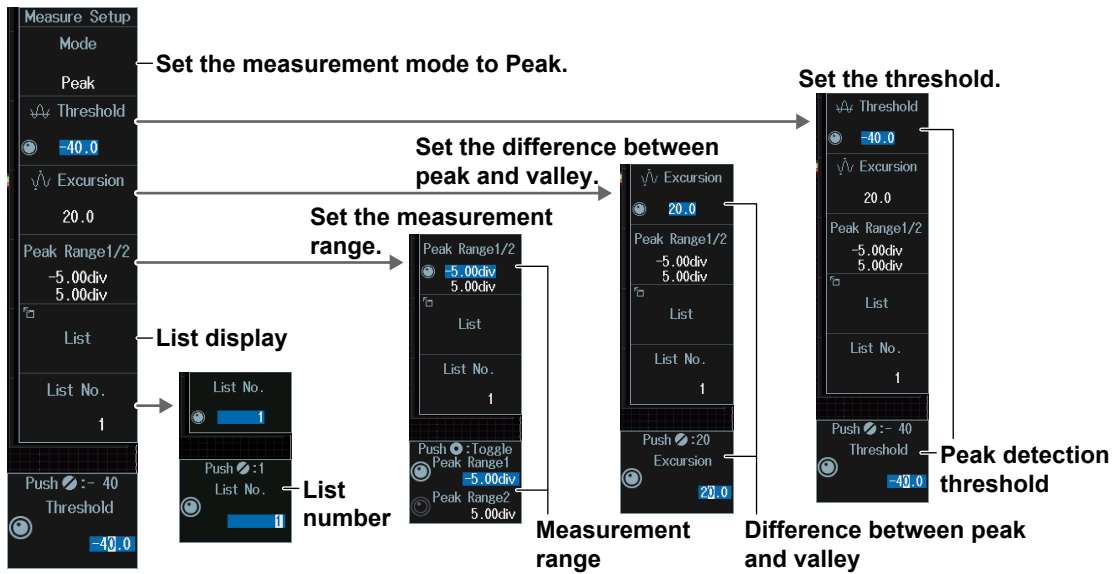 Measure Setup
Mode
Peak
Set the measurement mode to Peak.
Threshold
-40.0
Excursion
20.0
Peak Range1/2
-5.00div
5.00div
List
List display
List No.
1
Push :- 40
Threshold
-40.0
List No.
1
Push :1
List No.
1
List
number
Set the measurement
range.
Peak Range1/2
-5.00div
5.00div
List
List No.
1
Push :Toggle
Peak Range1
-5.00div
Peak Range2
5.00div
Measurement
range
Set the difference between
peak and valley.
Excursion
20.0
Peak Range1/2
-5.00div
5.00div
List
List No.
1
Push :20
Excursion
20.0
Difference between peak
and valley
Set the threshold.
Threshold
-40.0
Excursion
20.0
Peak Range1/2
-5.00div
5.00div
List
List No.
1
Push :- 40
Threshold
-40.0
Peak detection
threshold